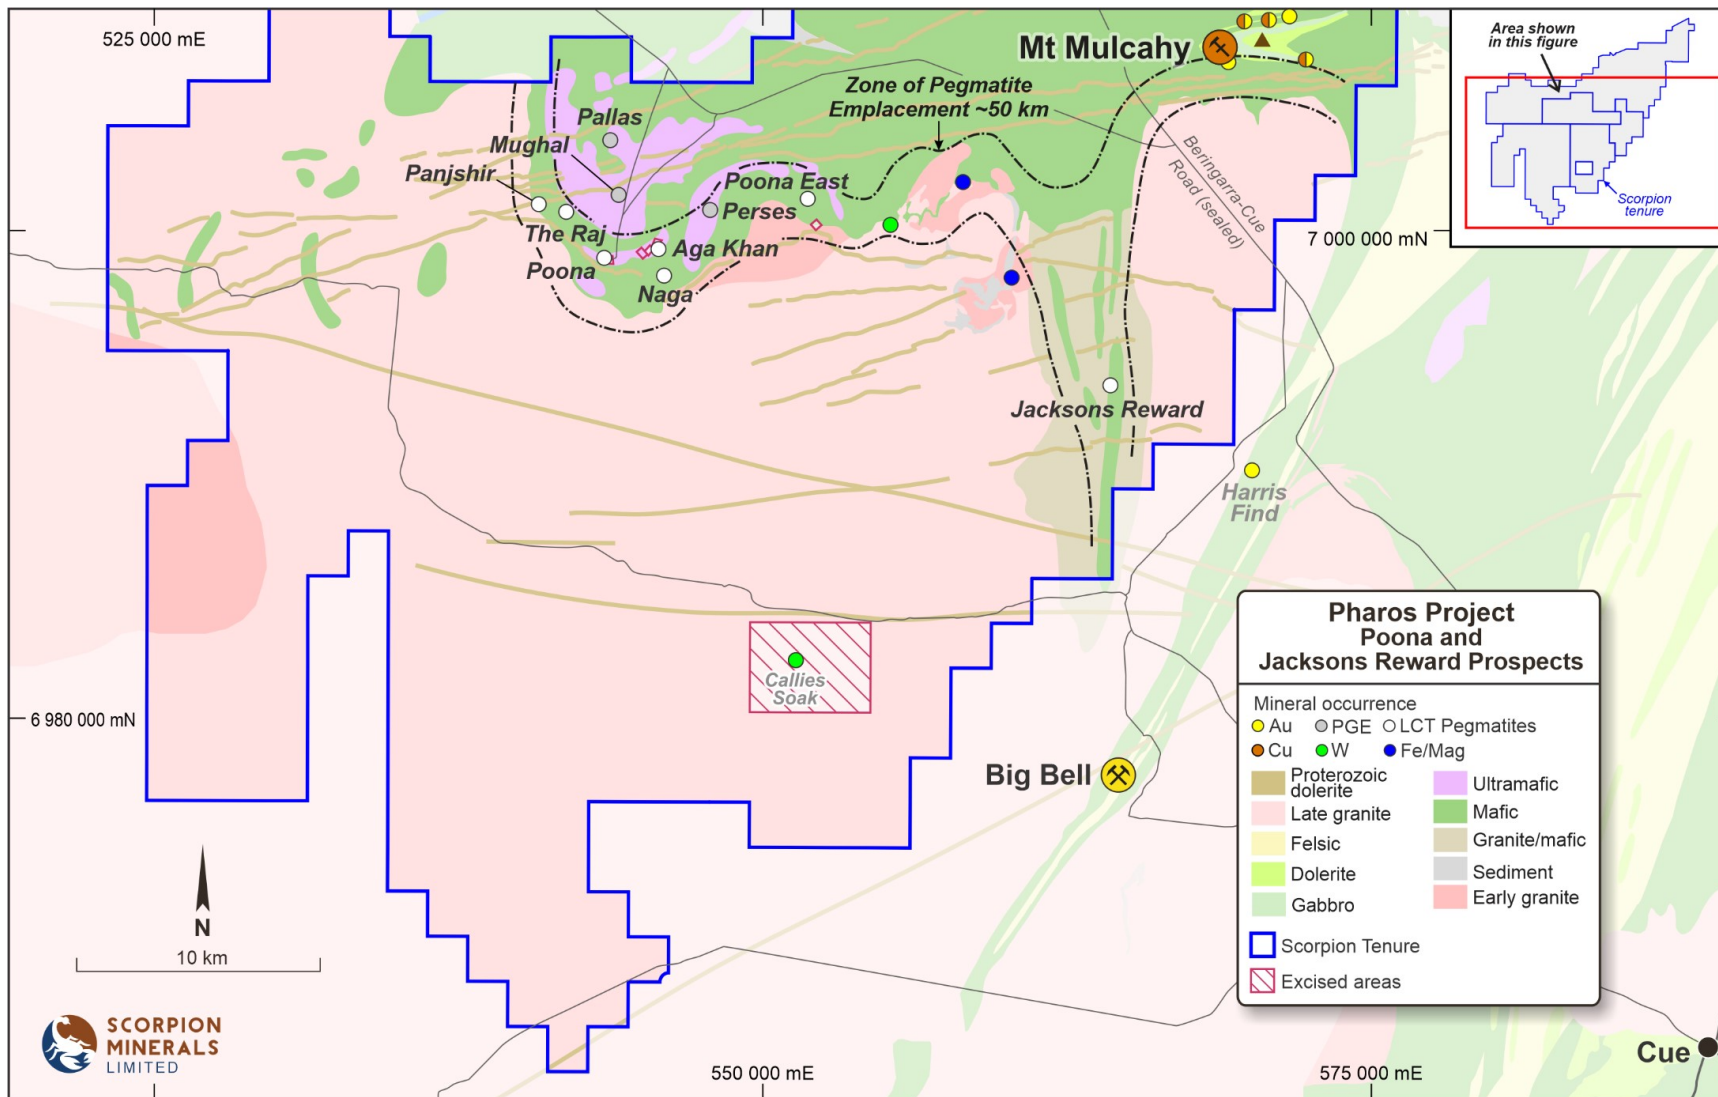 525 000 mE
Mt Mulcahy
Area shown
in this figure
Scorpion
tenure
Zone of Pegmatite
Emplacement ~50 km
Pallas
Mughal
Panjshir
Poona East
Perses
The Raj
Aga Khan
Poona
Naga
Beringarra-Cue
Road (sealed)
7 000 000 mN
Jacksons Reward
Harris
Find
Callies
Soak
6 980 000 mN
Big Bell
Pharos Project
Poona and
Jacksons Reward Prospects
Mineral occurrence
Au PGE LCT Pegmatites
Cu W Fe/Mag
Proterozoic
dolerite
Late granite
Felsic
Dolerite
Gabbro
Ultramafic
Mafic
Granite/mafic
Sediment
Early granite
Scorpion Tenure
Excised areas
N
10 km
SCORPION
MINERALS
LIMITED
550 000 mE
575 000 mE
Cue